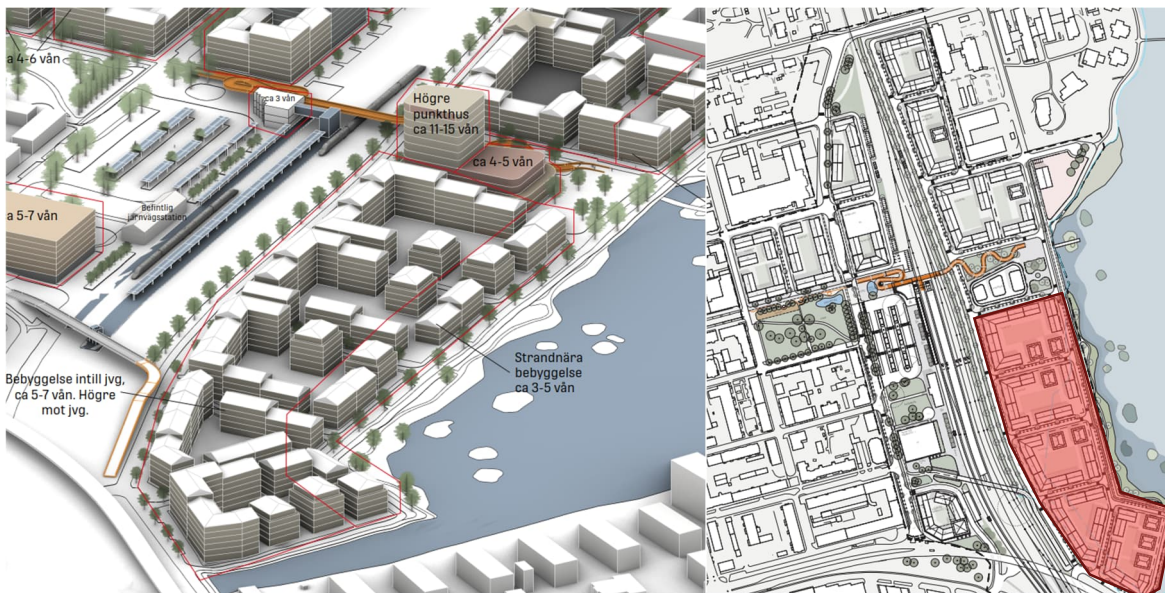 a 4-6 vån
ca 3 vån
Högre
punkthus
ca 11-15 vån
ca 4-5 vån
a 5-7 vån
Befintlig
järnvägsstation
Strandnära
bebyggelse
ca 3-5 vån
Bebyggelse intill jvg,
ca 5-7 vån. Högre
mot jvg.